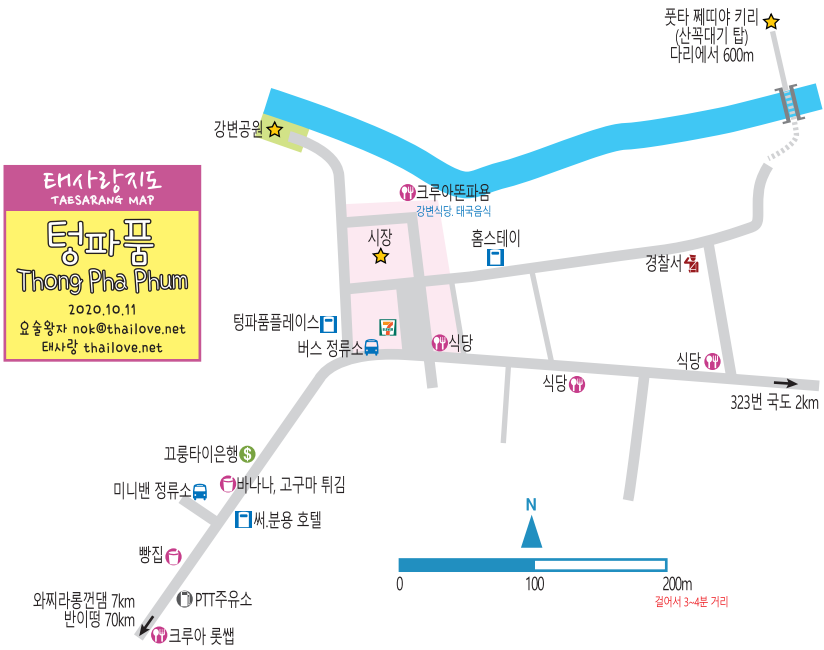 풋타 쩨띠야 키리
(산꼭대기 탑)
다리에서 600m
강변공원
태사랑지도
TAESARANG MAP
텅파품
Thong Pha Phum
2020.10.11
요술왕자 nok@thailove.net
태사랑 thailove.net
크루아똔파욤
강변식당. 태국음식
시장
홈스테이
경찰서
텅파품플레이스
7
버스 정류소
식당
식당
식당
323번 국도 2km
끄룽타이은행
$
바나나, 고구마 튀김
미니밴 정류소
써.분용 호텔
빵집
와찌라롱껀댐 7km
반이떵 70km
PTT주유소
크루아 롯쌥
N
0
100
200m
걸어서 3~4분 거리